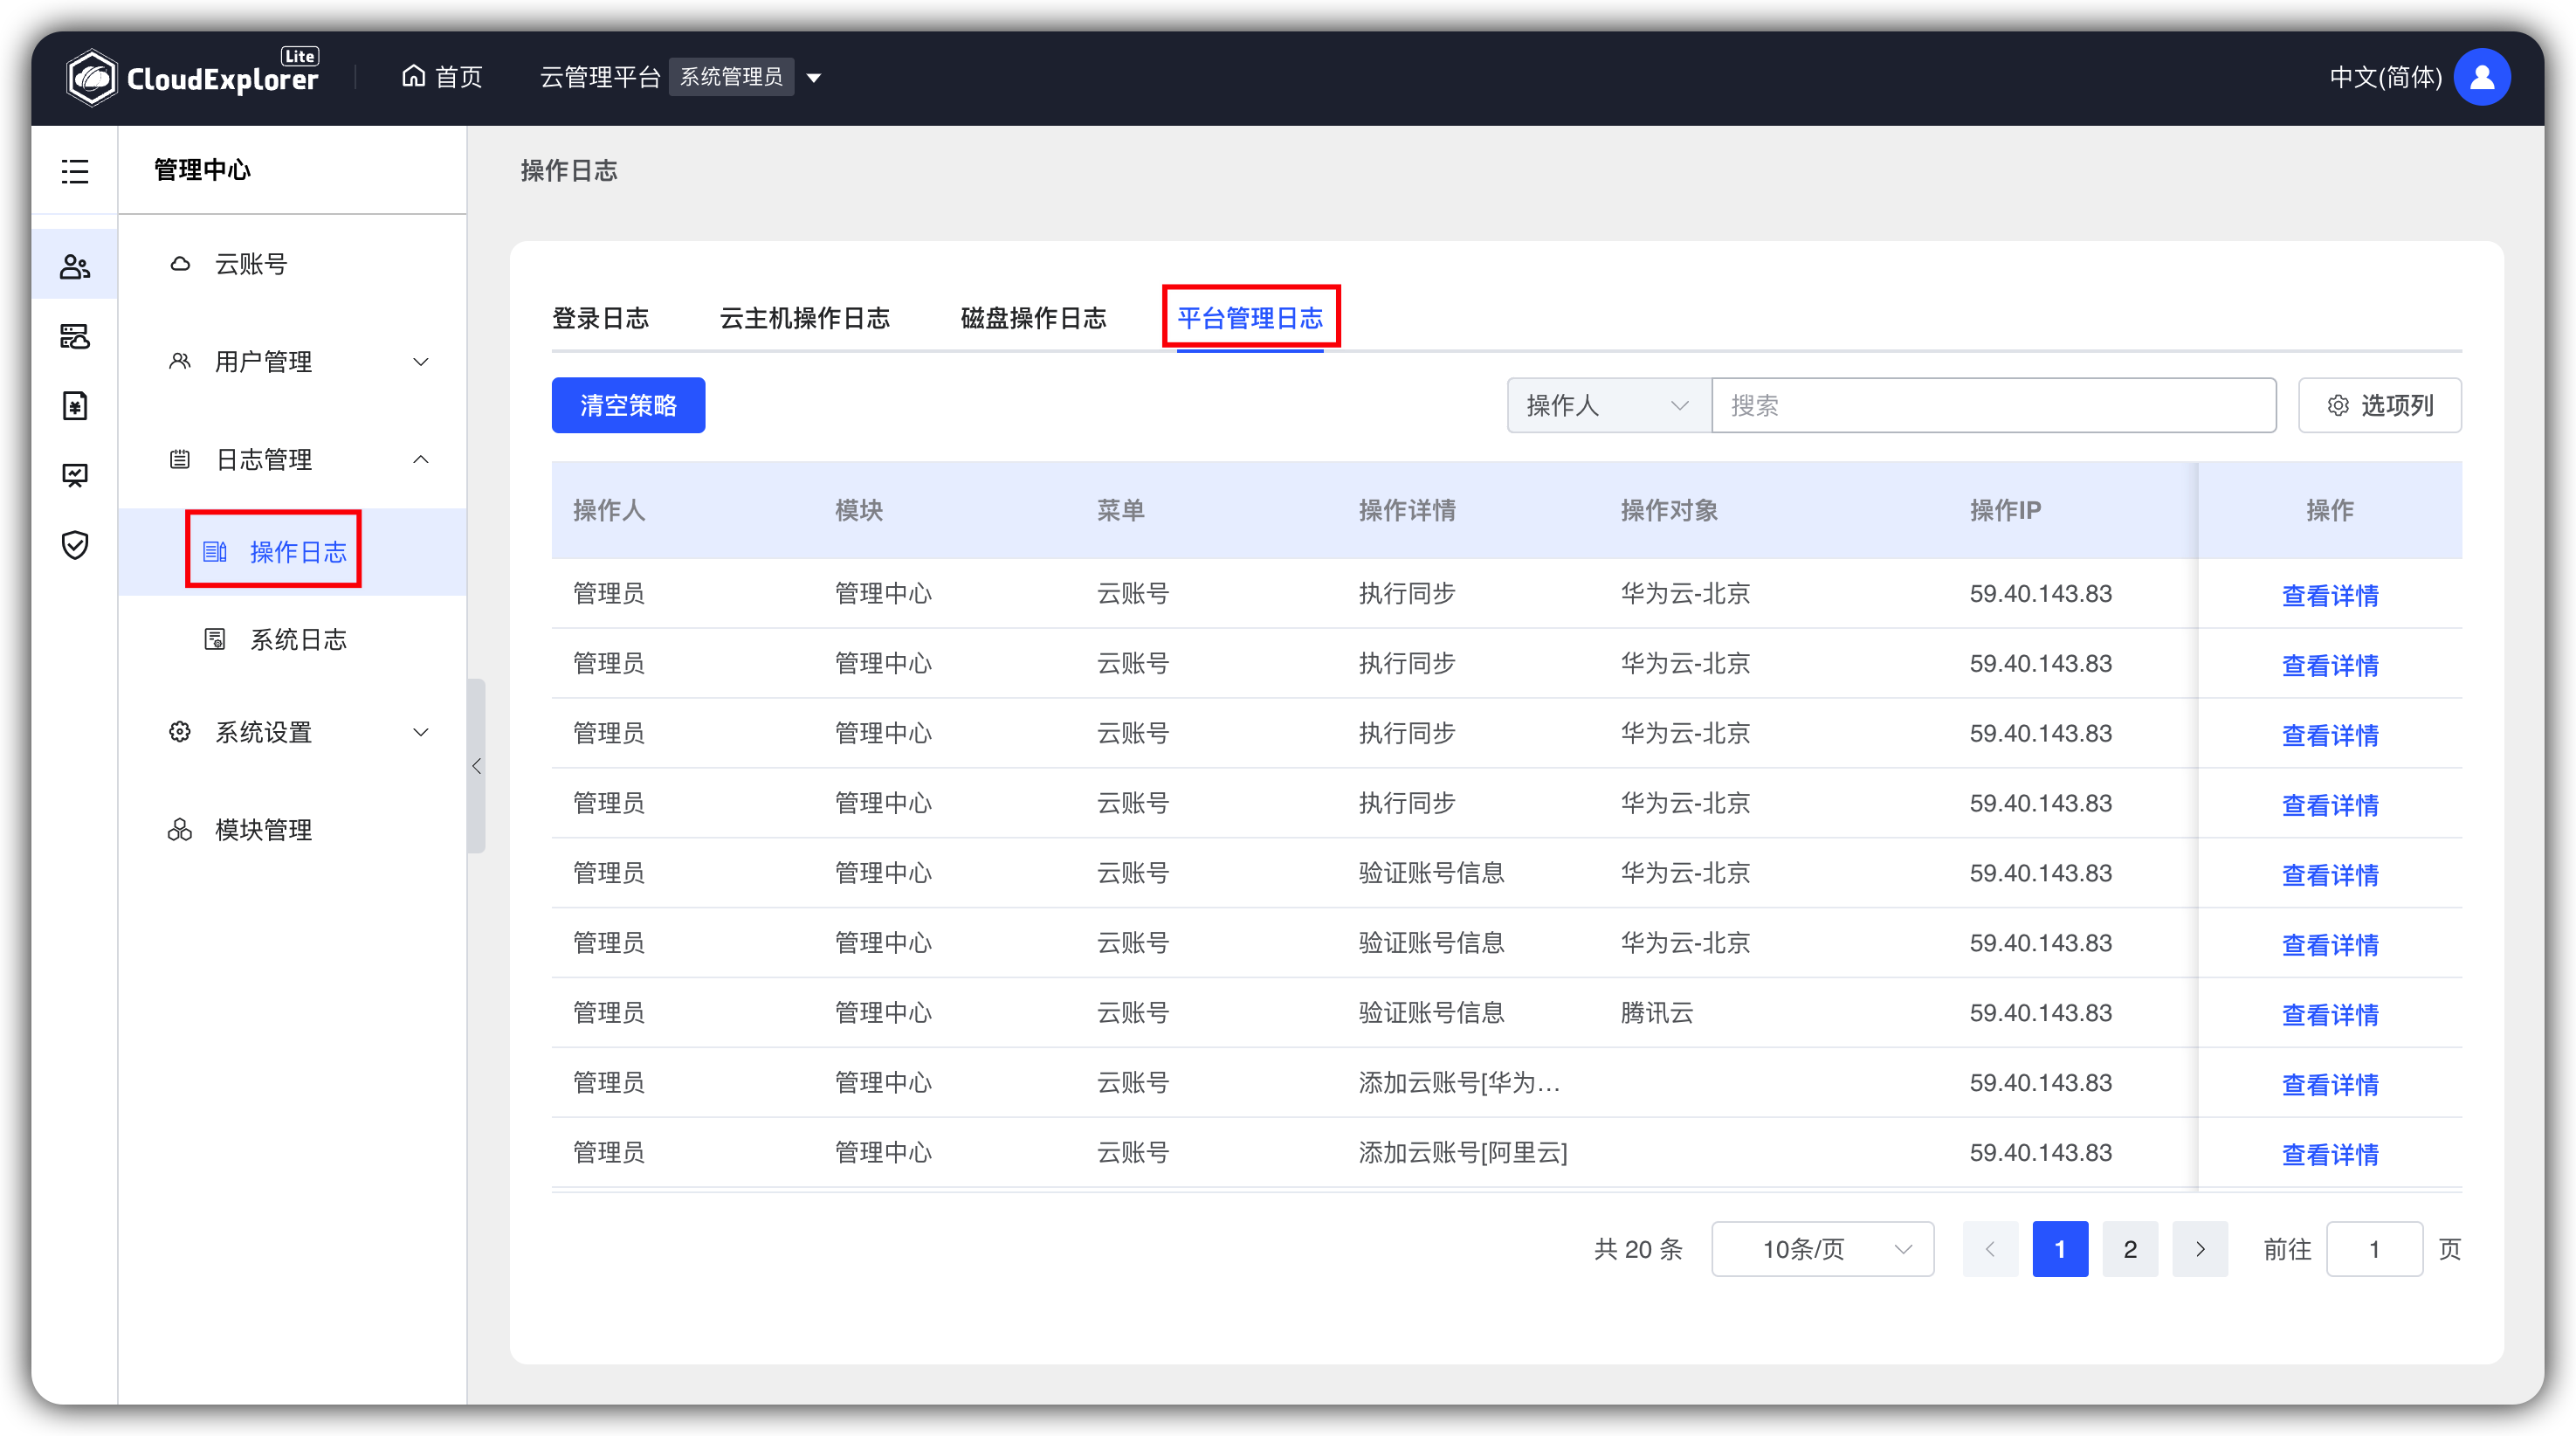 CloudExplorer Lite 首页 云管理平台 系统管理员 中文(简体)
管理中心
云账号
用户管理
日志管理
操作日志
系统日志
系统设置
模块管理
操作日志
登录日志 云主机操作日志 磁盘操作日志 平台管理日志
清空策略 操作人 搜索 选项列
操作人 模块 菜单 操作详情 操作对象 操作IP 操作
管理员 管理中心 云账号 执行同步 华为云-北京 59.40.143.83 查看详情
管理员 管理中心 云账号 执行同步 华为云-北京 59.40.143.83 查看详情
管理员 管理中心 云账号 执行同步 华为云-北京 59.40.143.83 查看详情
管理员 管理中心 云账号 执行同步 华为云-北京 59.40.143.83 查看详情
管理员 管理中心 云账号 验证账号信息 华为云-北京 59.40.143.83 查看详情
管理员 管理中心 云账号 验证账号信息 华为云-北京 59.40.143.83 查看详情
管理员 管理中心 云账号 验证账号信息 腾讯云 59.40.143.83 查看详情
管理员 管理中心 云账号 添加云账号[华为... 59.40.143.83 查看详情
管理员 管理中心 云账号 添加云账号[阿里云] 59.40.143.83 查看详情
共 20 条 10条/页 1 2 前往 1 页